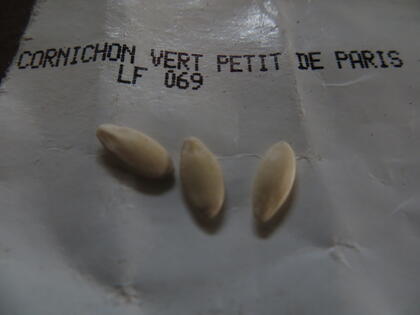 CORNICHON VERT PETIT DE PARIS
LF 069